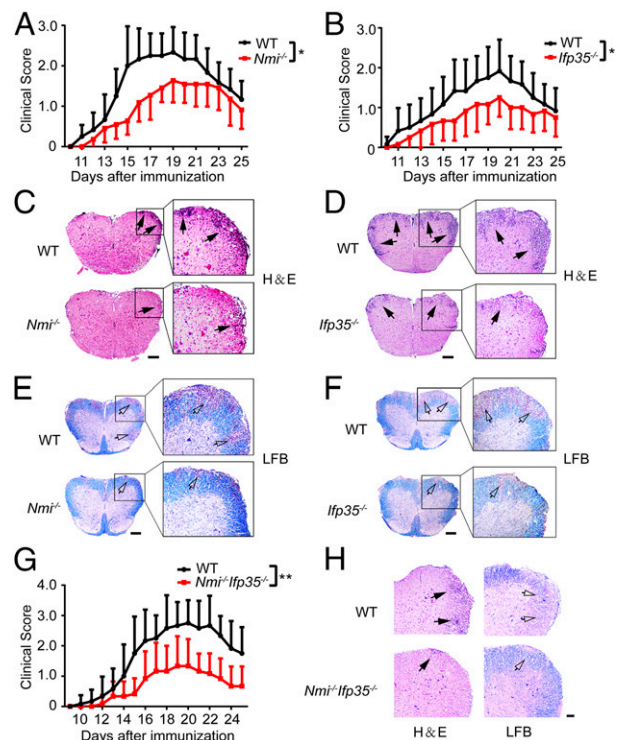 A
WT
Nmi-/-
*
Clinical Score
3.0
2.0
1.0
0
11 13 15 17 19 21 23 25
Days after immunization
B
WT
Ifp35-/-
*
Clinical Score
3.0
2.0
1.0
0
11 13 15 17 19 21 23 25
Days after immunization
C
WT
Nmi-/-
H & E
D
WT
Ifp35-/-
H & E
E
WT
Nmi-/-
LFB
F
WT
Ifp35-/-
LFB
G
WT
Nmi-/-Ifp35-/-
**
Clinical Score
4.0
3.0
2.0
1.0
0
10 12 14 16 18 20 22 24
Days after immunization
H
WT
Nmi-/-Ifp35-/-
H & E LFB